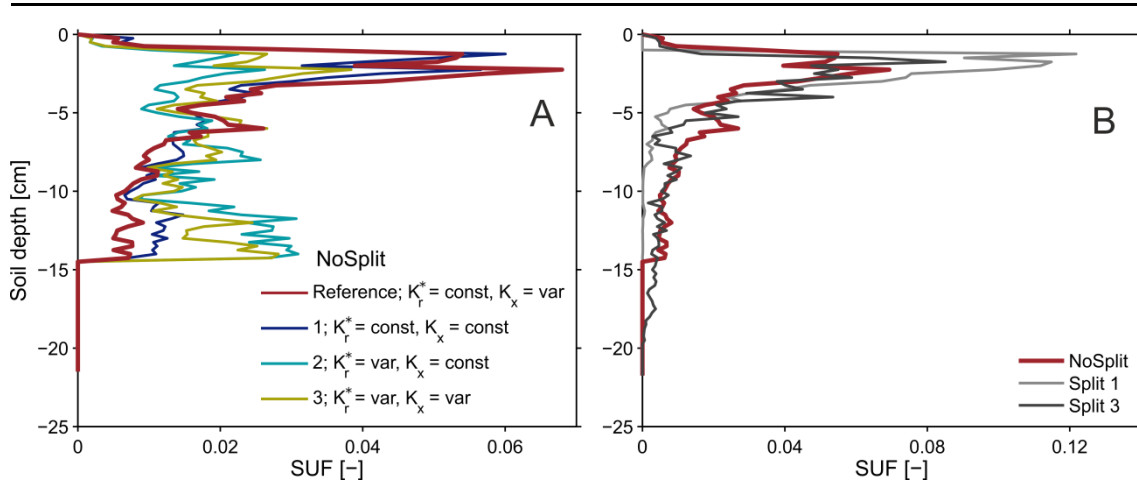 A
B
Soil depth [cm]
0
−5
−10
−15
−20
−25
0
0.02
0.04
0.06
SUF [−]
NoSplit
Reference; K*r = const, Kx = var
1; K*r = const, Kx = const
2; K*r = var, Kx = const
3; K*r = var, Kx = var
0
−5
−10
−15
−20
−25
0
0.04
0.08
0.12
SUF [−]
NoSplit
Split 1
Split 3